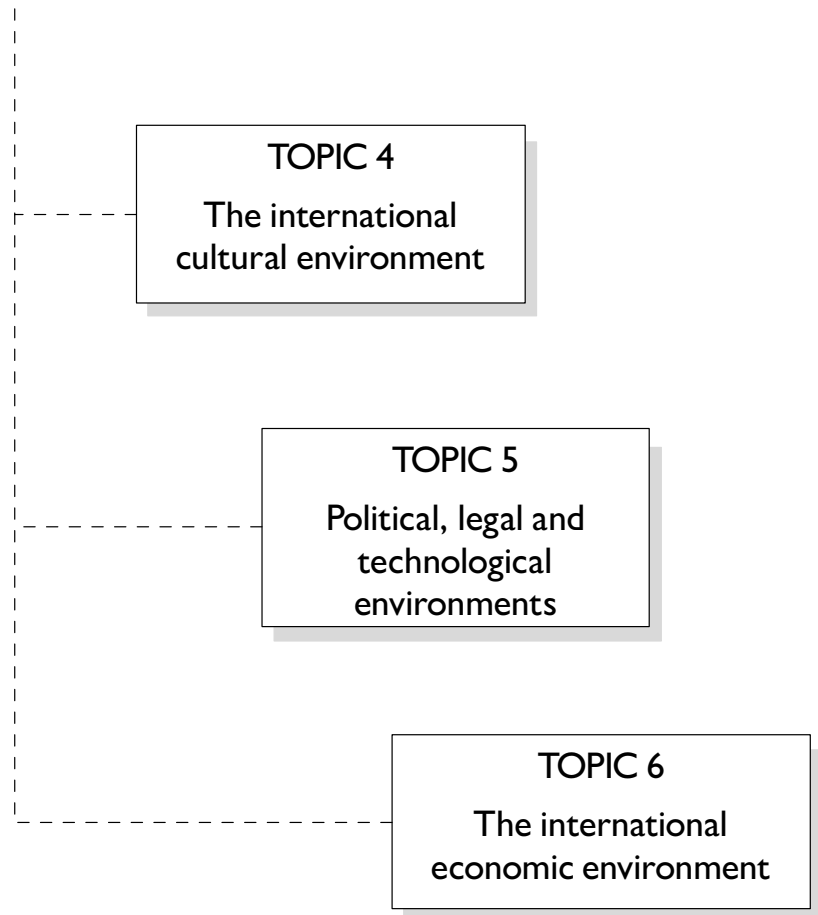 TOPIC 4
The international
cultural environment
TOPIC 5
Political, legal and
technological
environments
TOPIC 6
The international
economic environment